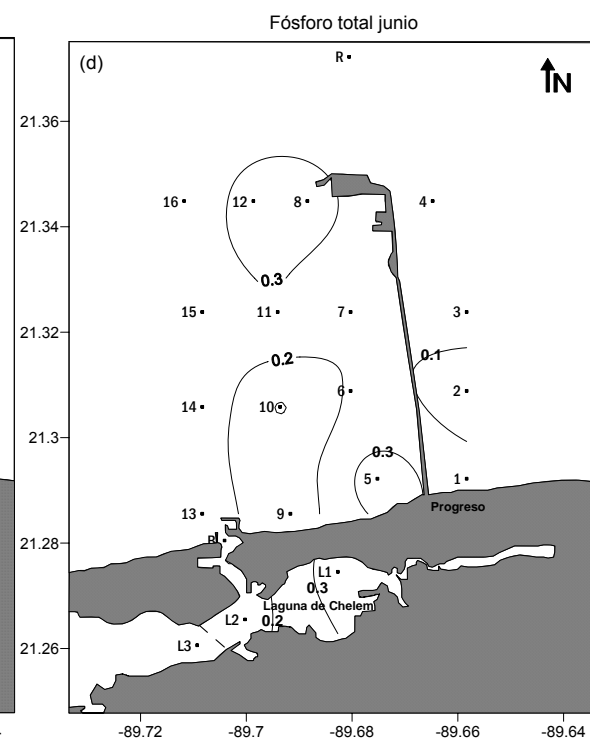 Fósforo total junio
(d)
R
N
21.36
16 12 8 4
21.34
0.3
15 11 7 3
21.32
0.2 0.1
6 2
14 10
21.3
0.3
5 1
Progreso
13 9
21.28
B
L1
0.3
Laguna de Chelem
L2 0.2
L3
21.26
-89.72 -89.7 -89.68 -89.66 -89.64